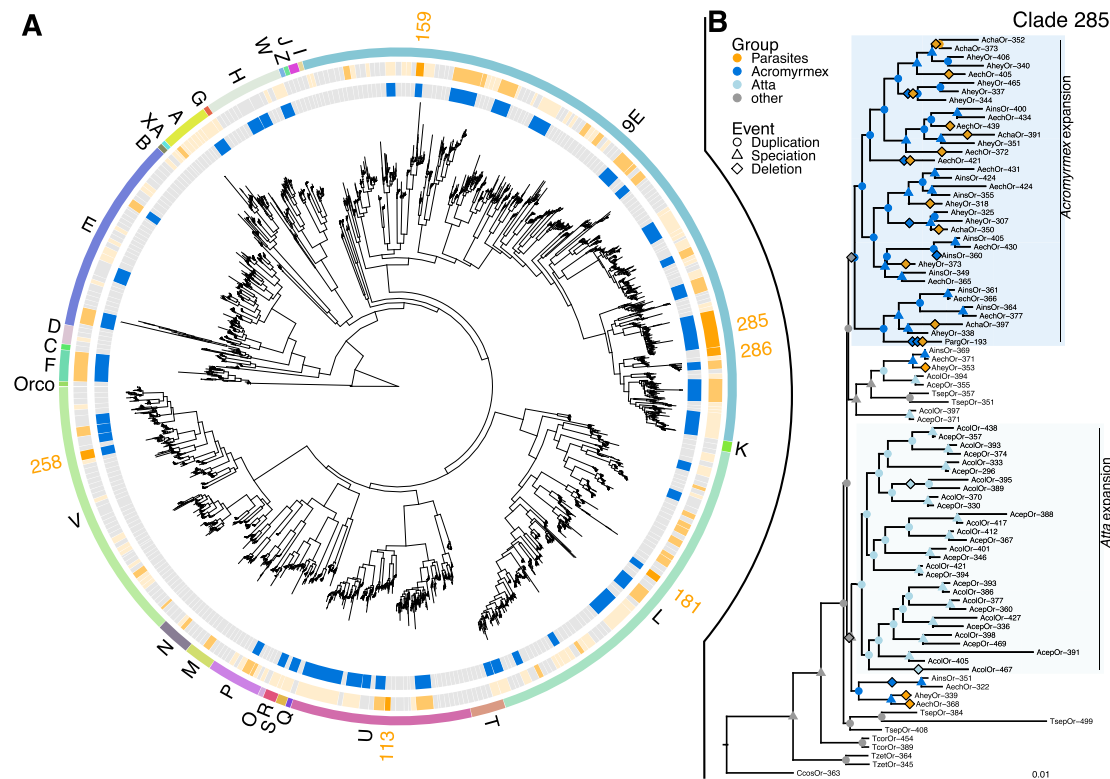 A
159
B
Clade 285
W
J
Z
I
H
G
A
XA
B
E
D
C
F
Orco
258
V
N
M
P
O
S
R
Q
U
113
T
L
181
K
286
285
9E
Group
Parasites
Acromyrmex
Atta
other
Event
Duplication
Speciation
Deletion
AchaOr−352
AchaOr−373
AheyOr−406
AheyOr−340
AechOr−405
AheyOr−465
AheyOr−337
AheyOr−344
AinsOr−400
AechOr−434
AechOr−439
AchaOr−391
AheyOr−351
AechOr−372
AechOr−421
AechOr−431
AinsOr−424
AechOr−424
AinsOr−355
AheyOr−318
AheyOr−325
AheyOr−307
AchaOr−350
AinsOr−405
AechOr−430
AinsOr−360
AheyOr−373
AinsOr−349
AechOr−365
AinsOr−361
AechOr−366
AinsOr−364
AechOr−377
AchaOr−397
AheyOr−338
PargOr−193
Acromyrmex expansion
AinsOr−369
AechOr−371
AheyOr−353
AcolOr−394
AcepOr−355
TsepOr−357
TsepOr−351
AcolOr−397
AcepOr−371
AcolOr−438
AcepOr−357
AcolOr−393
AcepOr−374
AcolOr−333
AcepOr−296
AcolOr−395
AcolOr−389
AcolOr−370
AcepOr−330
AcepOr−388
AcolOr−417
AcolOr−412
AcepOr−367
AcolOr−401
AcepOr−346
AcolOr−421
AcepOr−394
AcepOr−393
AcolOr−386
AcolOr−377
AcepOr−360
AcolOr−427
AcepOr−336
AcolOr−398
AcepOr−469
AcepOr−391
AcolOr−405
AcolOr−467
Atta expansion
AinsOr−351
AechOr−322
AheyOr−339
AechOr−368
TsepOr−384
TsepOr−499
TsepOr−408
TcorOr−454
TcorOr−389
TzetOr−364
TzetOr−345
CcosOr−363
0.01